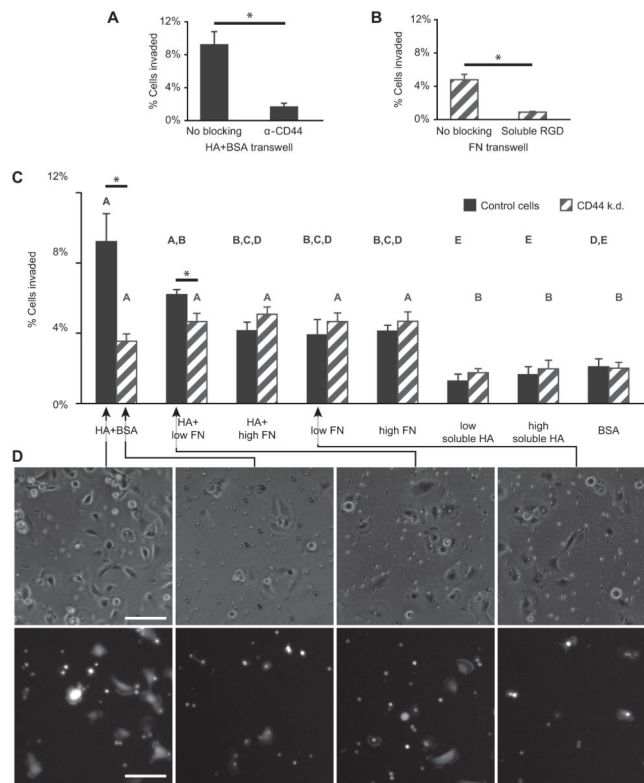 A
12%
8%
4%
0%
% Cells invaded
*
No blocking
α-CD44
HA+BSA transwell
B
12%
8%
4%
0%
% Cells invaded
*
No blocking
Soluble RGD
FN transwell
C
12%
8%
4%
0%
% Cells invaded
Control cells
CD44 k.d.
*
A
A
A,B
*
A
B,C,D
A
B,C,D
A
B,C,D
A
E
B
E
B
D,E
B
HA+BSA
HA+
low FN
HA+
high FN
low FN
high FN
low
soluble HA
high
soluble HA
BSA
D